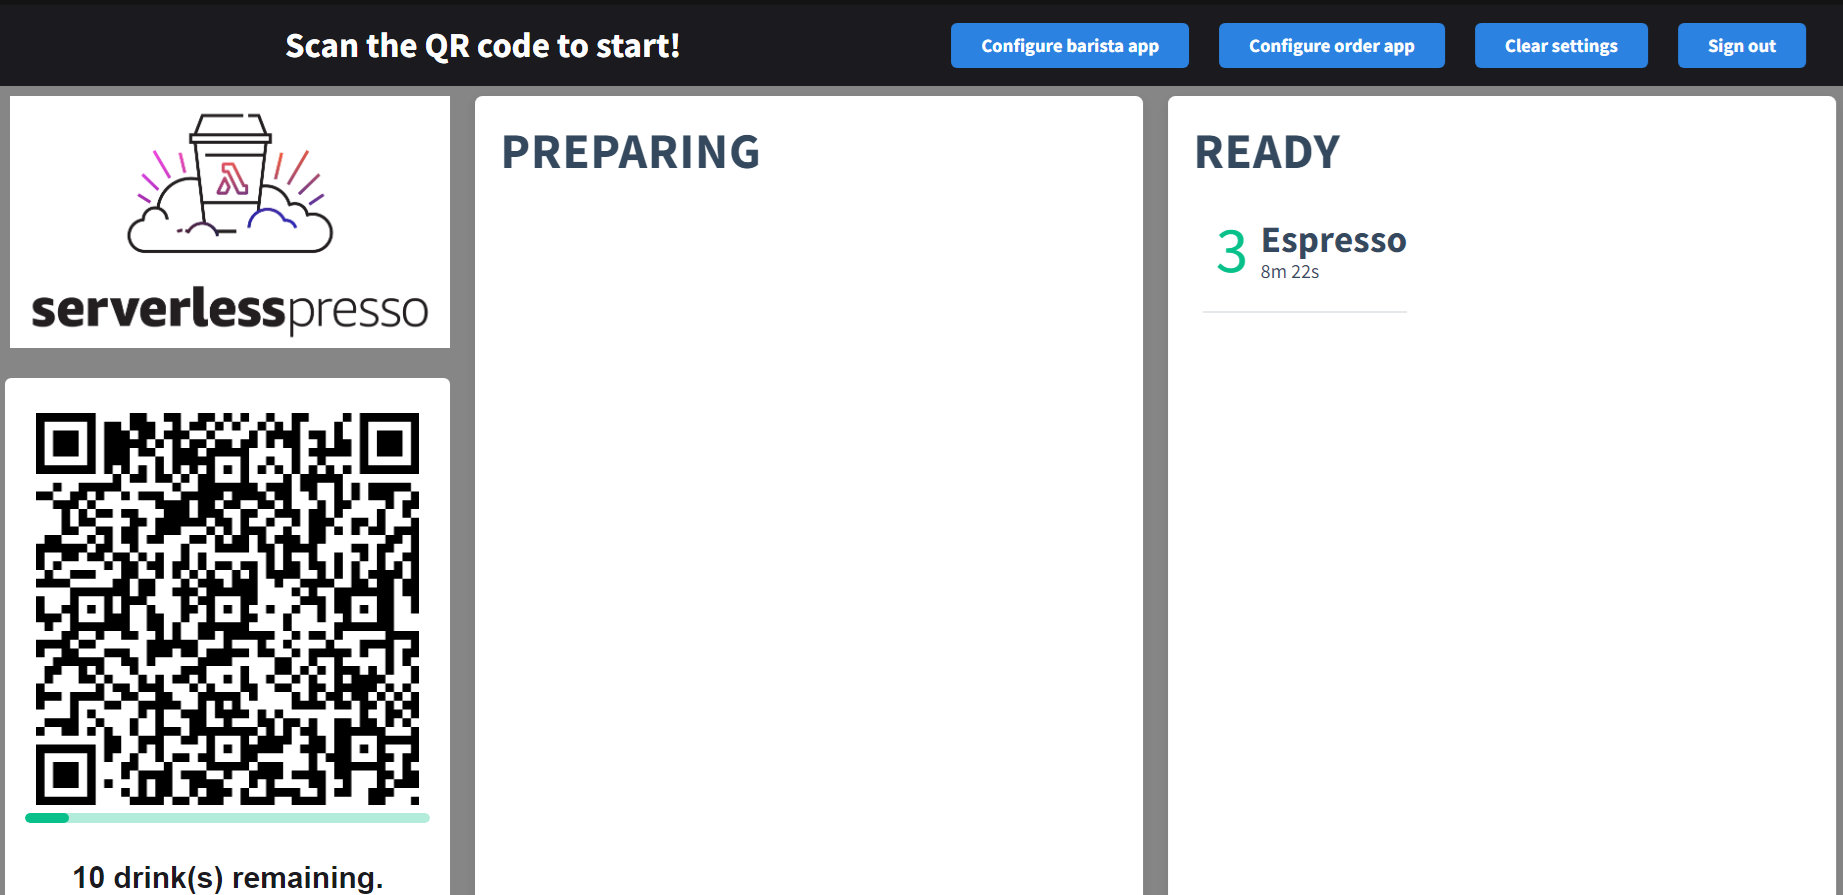 Scan the QR code to start!
Configure barista app
Configure order app
Clear settings
Sign out
serverlesspresso
10 drink(s) remaining.
PREPARING
READY
3 Espresso
8m 22s